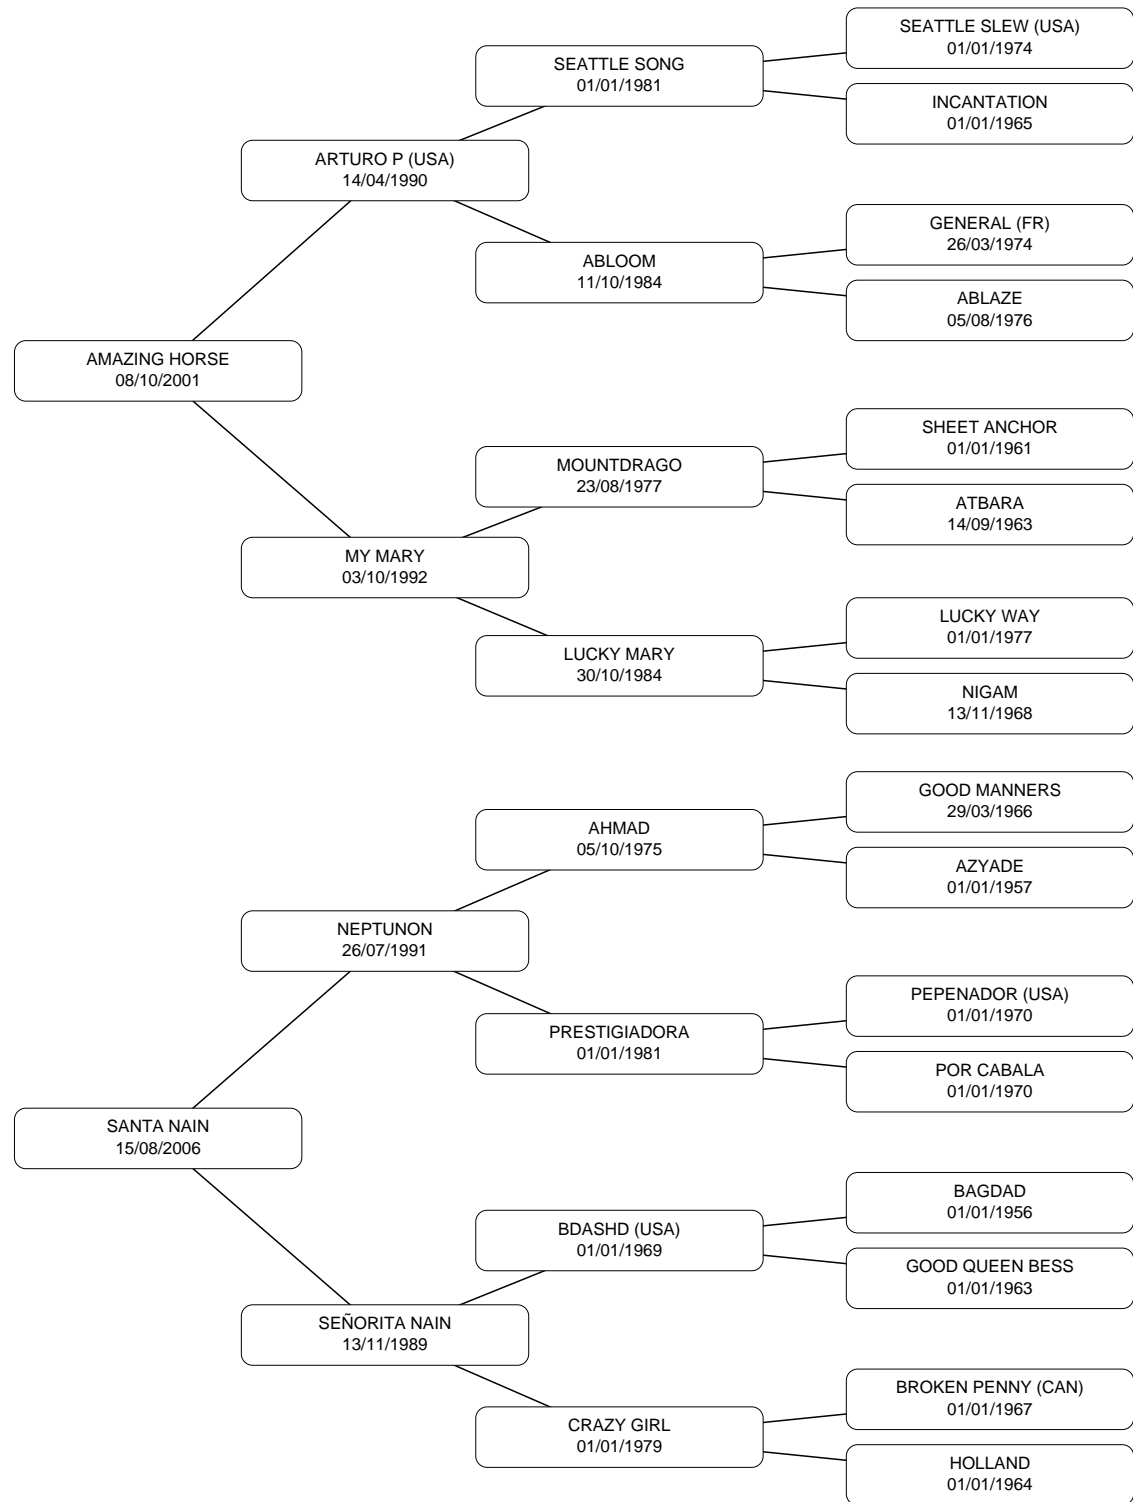 SEATTLE SLEW (USA)
01/01/1974
SEATTLE SONG
01/01/1981
INCANTATION
01/01/1965
ARTURO P (USA)
14/04/1990
GENERAL (FR)
26/03/1974
ABLOOM
11/10/1984
ABLAZE
05/08/1976
AMAZING HORSE
08/10/2001
SHEET ANCHOR
01/01/1961
MOUNTDRAGO
23/08/1977
ATBARA
14/09/1963
MY MARY
03/10/1992
LUCKY WAY
01/01/1977
LUCKY MARY
30/10/1984
NIGAM
13/11/1968
GOOD MANNERS
29/03/1966
AHMAD
05/10/1975
AZYADE
01/01/1957
NEPTUNON
26/07/1991
PEPENADOR (USA)
01/01/1970
PRESTIGIADORA
01/01/1981
POR CABALA
01/01/1970
SANTA NAIN
15/08/2006
BAGDAD
01/01/1956
BDASHD (USA)
01/01/1969
GOOD QUEEN BESS
01/01/1963
SEÑORITA NAIN
13/11/1989
BROKEN PENNY (CAN)
01/01/1967
CRAZY GIRL
01/01/1979
HOLLAND
01/01/1964